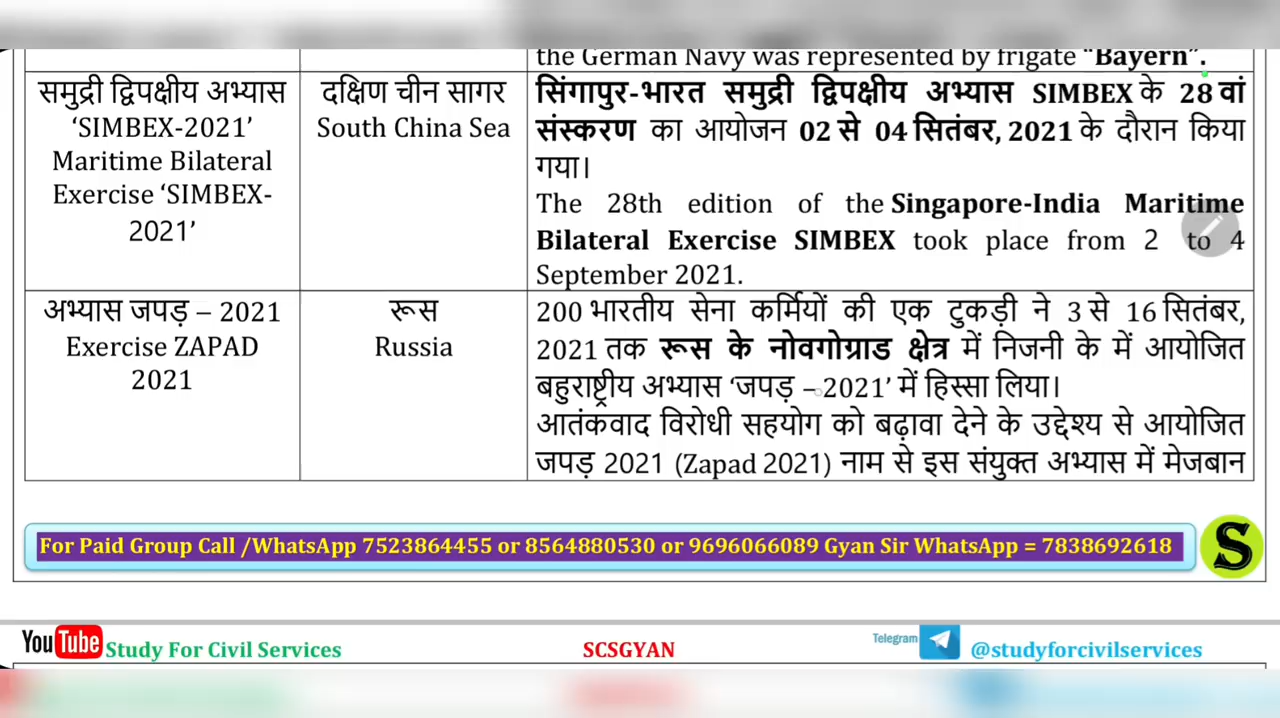 the German Navy was represented by frigate “Bayern”.
समुद्री द्विपक्षीय अभ्यास
‘SIMBEX-2021’
Maritime Bilateral
Exercise ‘SIMBEX-
2021’
दक्षिण चीन सागर
South China Sea
सिंगापुर-भारत समुद्री द्विपक्षीय अभ्यास SIMBEX के 28 वां
संस्करण का आयोजन 02 से 04 सितंबर, 2021 के दौरान किया
गया।
The 28th edition of the Singapore-India Maritime
Bilateral Exercise SIMBEX took place from 2 to 4
September 2021.
अभ्यास जपड़ – 2021
Exercise ZAPAD
2021
रूस
Russia
200 भारतीय सेना कर्मियों की एक टुकड़ी ने 3 से 16 सितंबर,
2021 तक रूस के नोवगोग्राड क्षेत्र में निजनी के में आयोजित
बहुराष्ट्रीय अभ्यास ‘जपड़ – 2021’ में हिस्सा लिया।
आतंकवाद विरोधी सहयोग को बढ़ावा देने के उद्देश्य से आयोजित
जपड़ 2021 (Zapad 2021) नाम से इस संयुक्त अभ्यास में मेजबान
For Paid Group Call /WhatsApp 7523864455 or 8564880530 or 9696066089 Gyan Sir WhatsApp = 7838692618
S
YouTube Study For Civil Services
SCSGYAN
Telegram @studyforcivilservices